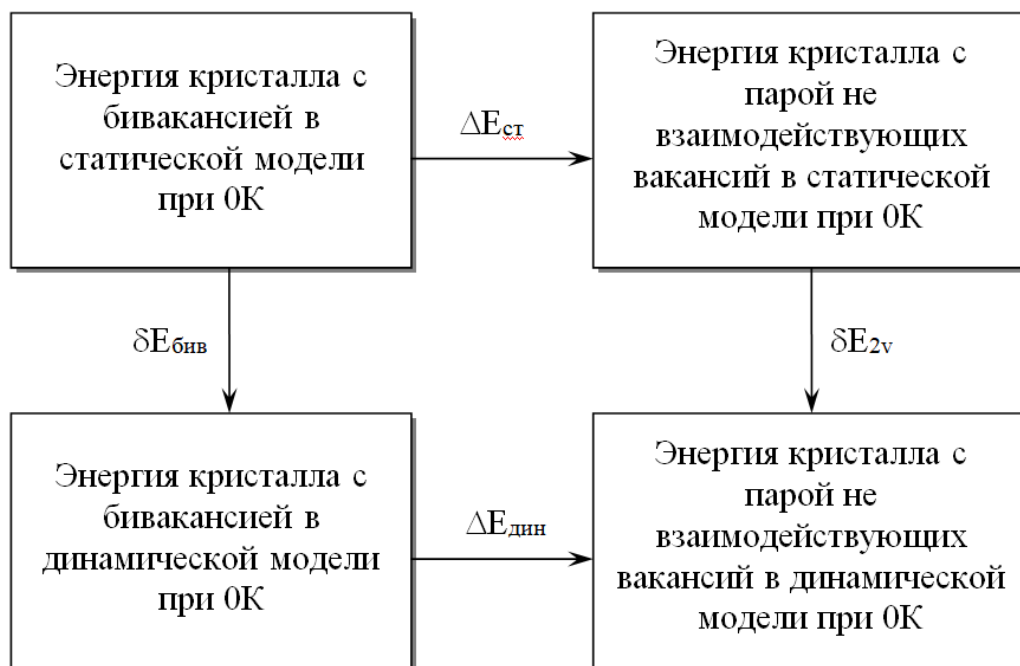 Энергия кристалла с
бивакансией в
статической модели
при 0К
ΔEст
Энергия кристалла с
парой не
взаимодействующих
вакансий в статической
модели при 0К
δEбив
δE2v
Энергия кристалла с
бивакансией в
динамической модели
при 0К
ΔEдин
Энергия кристалла с
парой не
взаимодействующих
вакансий в динамической
модели при 0К